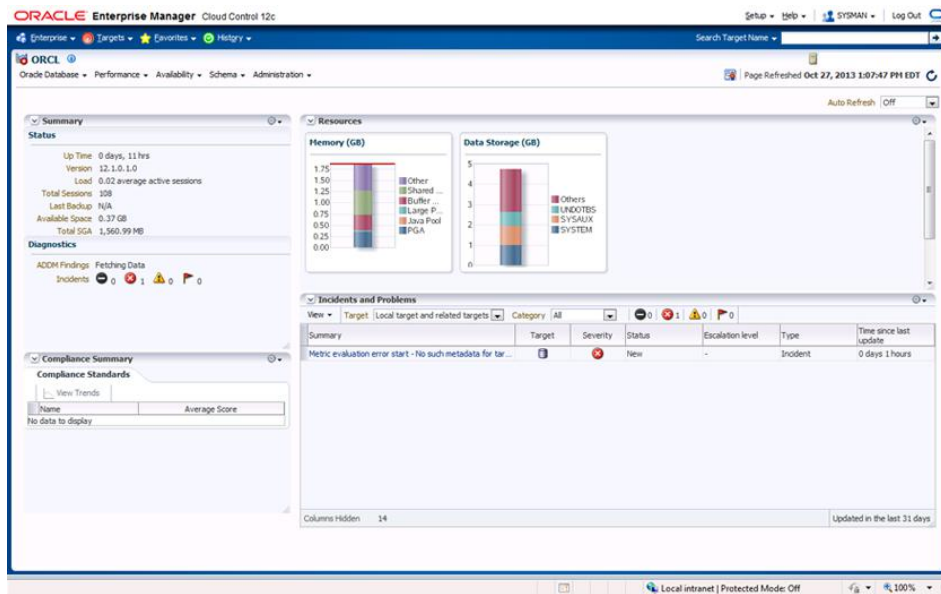 ORACLE Enterprise Manager Cloud Control 12c
Setup Help SYSMAN Log Out
Enterprise Targets Favorites History
Search Target Name
ORCL
Oracle Database Performance Availability Schema Administration
Page Refreshed Oct 27, 2013 1:07:47 PM EDT
Auto Refresh Off
Summary
Status
Up Time 0 days, 11 hrs
Version 12.1.0.1.0
Load 0.02 average active sessions
Total Sessions 108
Last Backup N/A
Available Space 0.37 GB
Total SGA 1,560.99 MB
Diagnostics
ADDM Findings Fetching Data
Incidents 0 1 0 0
Compliance Summary
Compliance Standards
View Trends
Name Average Score
No data to display
Resources
Memory (GB)
1.75
1.50
1.25
1.00
0.75
0.50
0.25
0.00
Other
Shared ...
Buffer ...
Large P...
Java Pool
PGA
Data Storage (GB)
5
4
3
2
1
0
Others
UNDOTBS
SYSAUX
SYSTEM
Incidents and Problems
View Target Local target and related targets Category All 0 1 0 0
Summary Target Severity Status Escalation level Type Time since last update
Metric evaluation error start - No such metadata for tar... New - Incident 0 days 1 hours
Columns Hidden 14
Updated in the last 31 days
Local intranet | Protected Mode: Off
100%